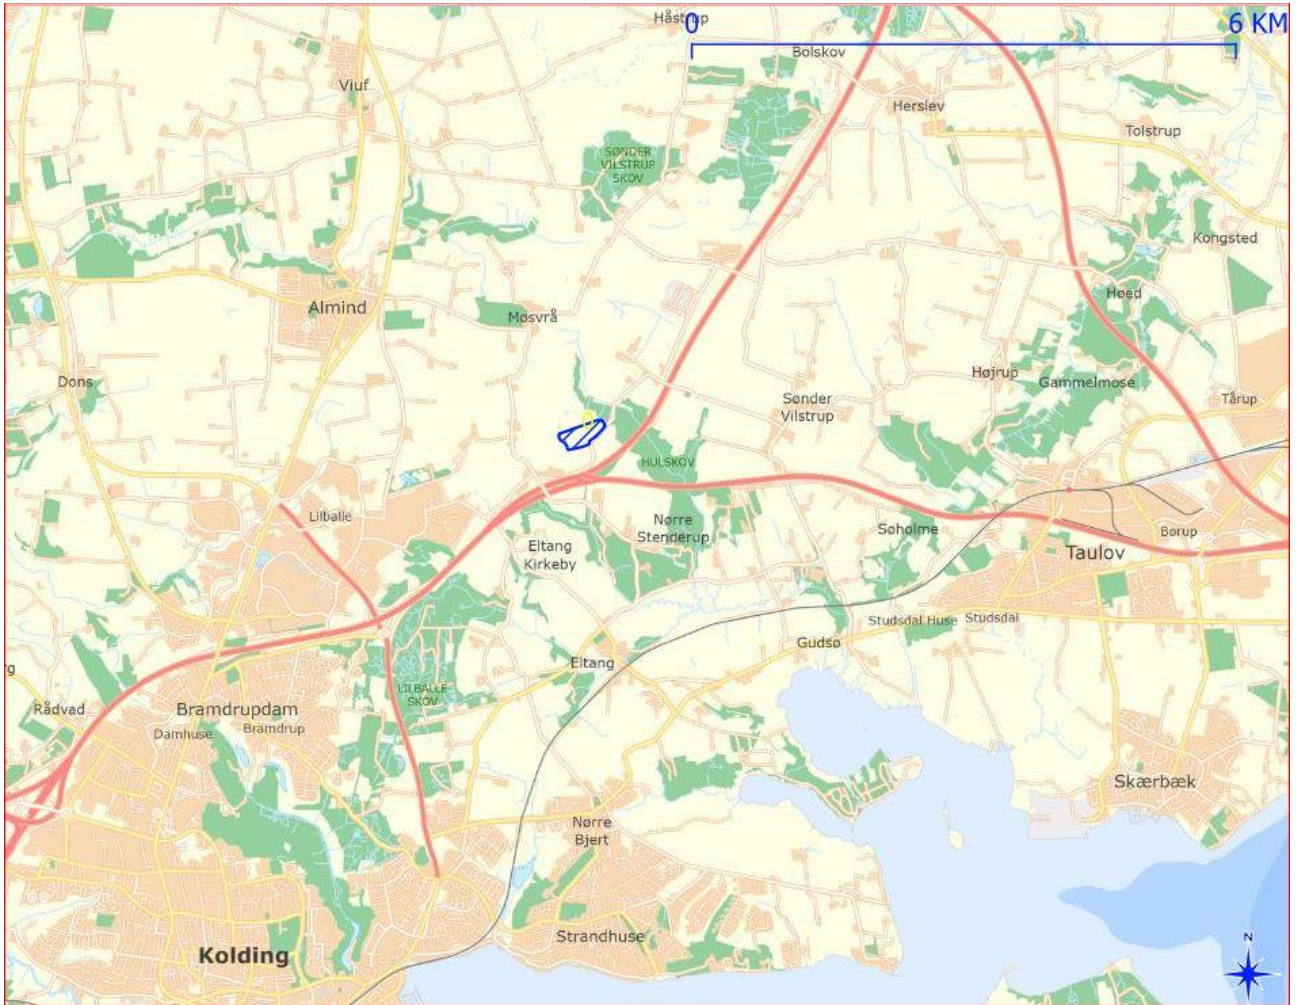 Håstrup
0
6 KM
Bolskov
Viuf
Herslev
Tolstrup
SØNDER
VILSTRUP
SKOV
Kongsted
Hoed
Almind
Møsvrå
Dons
Højrup
Gammelmose
Sønder
Vilstrup
Tårup
HULSKOV
Lilballe
Nørre
Stenderup
Søholme
Børup
Eltang
Kirkeby
Taulov
Studsdal Huse
Studsdal
Gudsø
Eltang
rg
LILBALLE
SKOV
Rådvad
Bramdrupdam
Damhuse
Bramdrup
Skærbæk
Nørre
Bjert
Strandhuse
Kolding
N